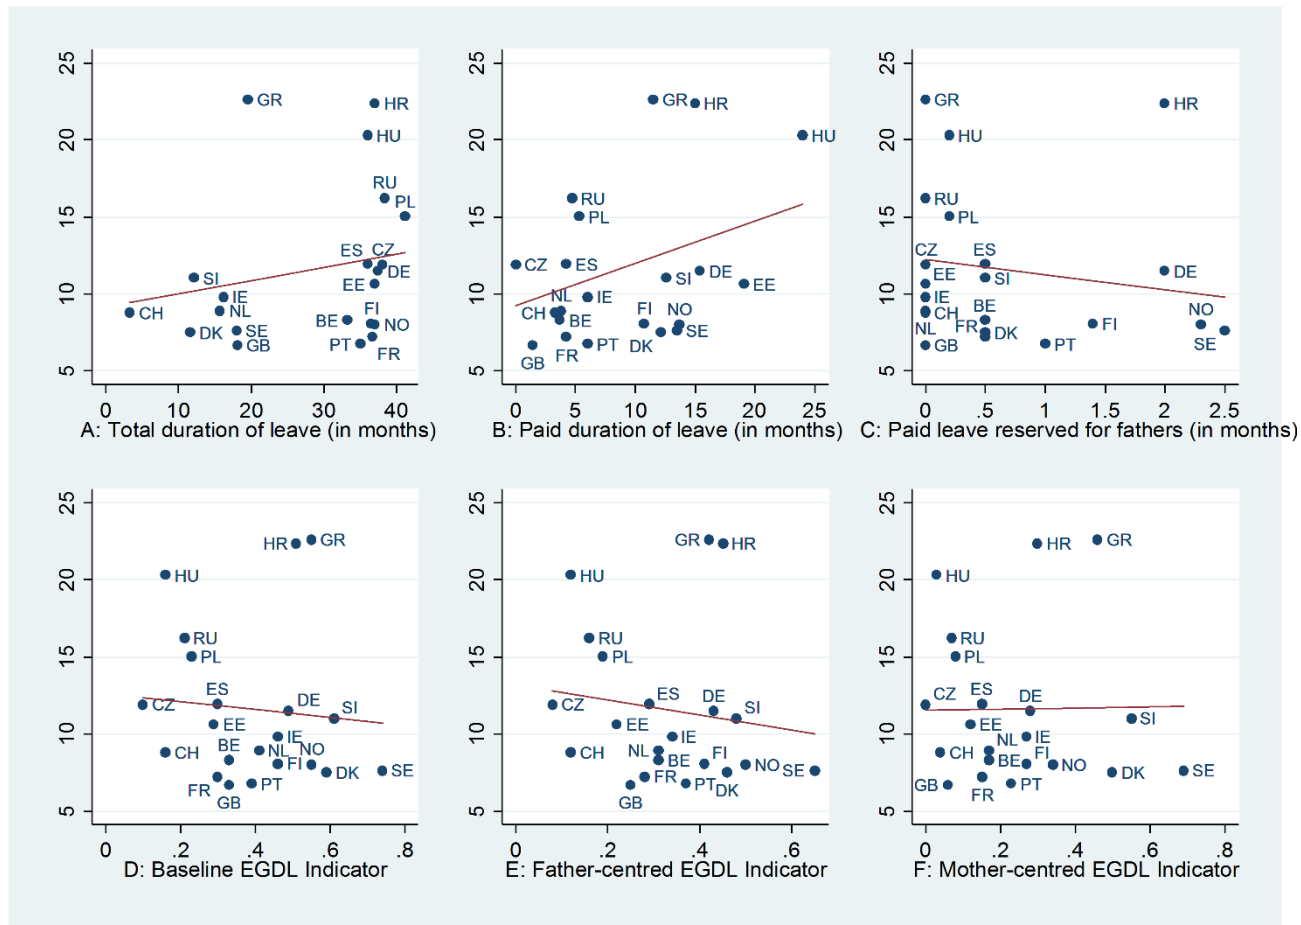 25
20
15
10
5
GR
HR
HU
RU
PL
ES
CZ
DE
SI
EE
IE
NL
CH
FI
BE
NO
DK
SE
GB
PT
FR
0 10 20 30 40
A: Total duration of leave (in months)
25
20
15
10
5
GR
HR
HU
RU
PL
CZ
ES
DE
SI
EE
NL
IE
CH
BE
FI
NO
SE
DK
FR
PT
GB
0 5 10 15 20 25
B: Paid duration of leave (in months)
25
20
15
10
5
GR
HR
HU
RU
PL
CZ
ES
DE
EE
SI
IE
CH
BE
NO
NL
FR
DK
FI
SE
GB
PT
0 .5 1 1.5 2 2.5
C: Paid leave reserved for fathers (in months)
25
20
15
10
5
HR
GR
HU
RU
PL
CZ
ES
DE
SI
EE
IE
CH
BE
NL
NO
FI
DK
SE
FR
PT
GB
0 .2 .4 .6 .8
D: Baseline EGDL Indicator
25
20
15
10
5
GR
HR
HU
RU
PL
CZ
ES
DE
SI
EE
IE
CH
NL
BE
FI
NO
SE
FR
PT
DK
GB
0 .2 .4 .6
E: Father-centred EGDL Indicator
25
20
15
10
5
HR
GR
HU
RU
PL
CZ
ES
DE
SI
EE
IE
NL
CH
BE
FI
NO
DK
SE
GB
FR
PT
0 .2 .4 .6 .8
F: Mother-centred EGDL Indicator